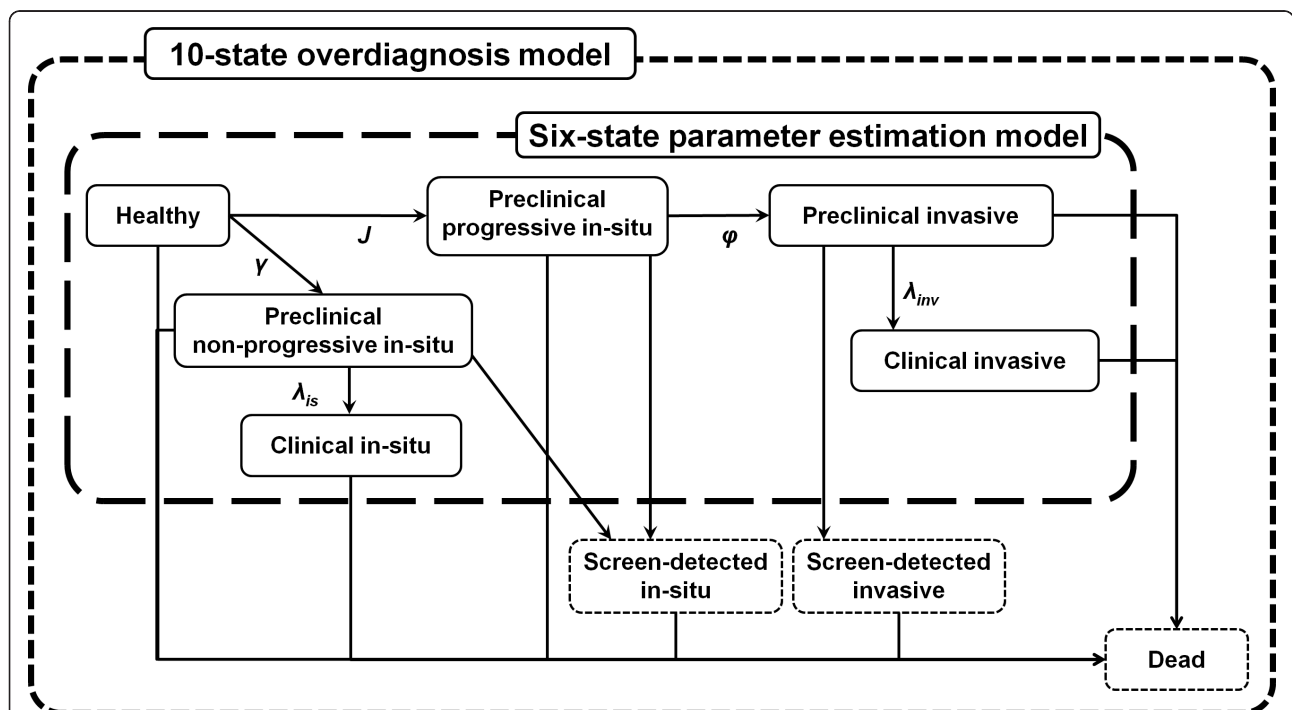 10-state overdiagnosis model
Six-state parameter estimation model
Healthy
J
Preclinical
progressive in-situ
φ
Preclinical invasive
γ
λinv
Preclinical
non-progressive in-situ
Clinical invasive
λis
Clinical in-situ
Screen-detected
in-situ
Screen-detected
invasive
Dead